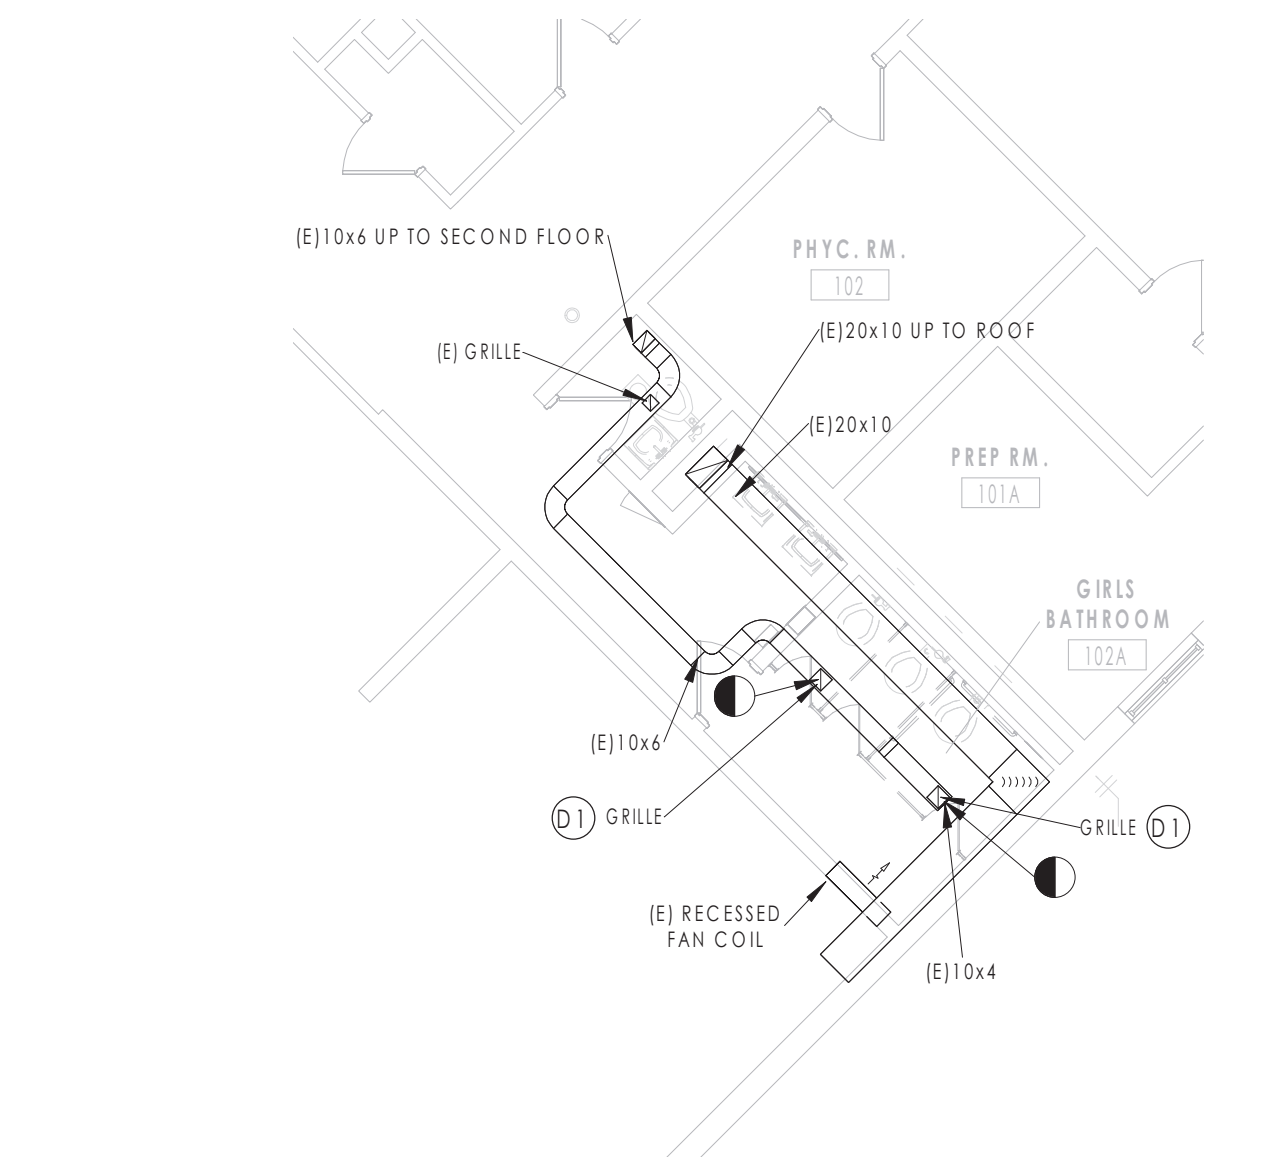 (E)10x6 UP TO SECOND FLOOR
PHYC. RM.
102
(E)20x10 UP TO ROOF
(E) GRILLE
(E)20x10
PREP RM.
101A
GIRLS
BATHROOM
102A
(E)10x6
D1 GRILLE
GRILLE D1
(E) RECESSED
FAN COIL
(E)10x4